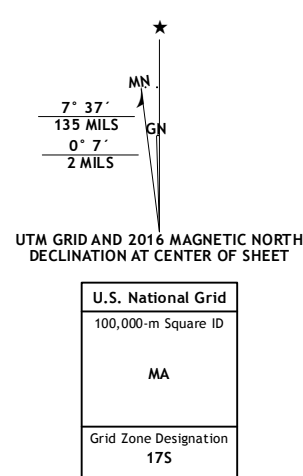 ★
MN
GN
7° 37´
135 MILS
0° 7´
2 MILS
UTM GRID AND 2016 MAGNETIC NORTH
DECLINATION AT CENTER OF SHEET
U.S. National Grid
100,000-m Square ID
MA
Grid Zone Designation
17S